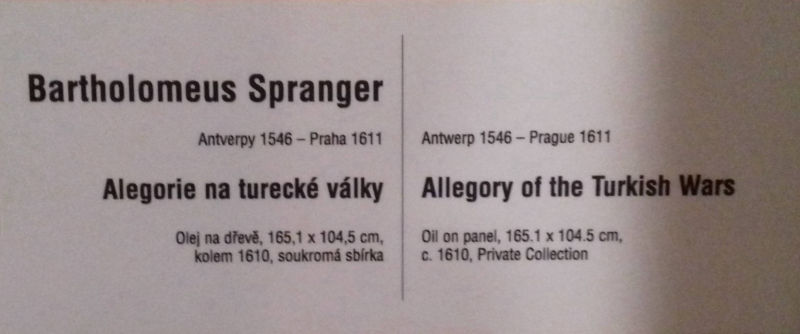 Bartholomeus Spranger
Antverpy 1546 – Praha 1611
Alegorie na turecké války
Olej na dřevě, 165,1 x 104,5 cm,
kolem 1610, soukromá sbírka
Antwerp 1546 – Prague 1611
Allegory of the Turkish Wars
Oil on panel, 165.1 x 104.5 cm,
c. 1610, Private Collection